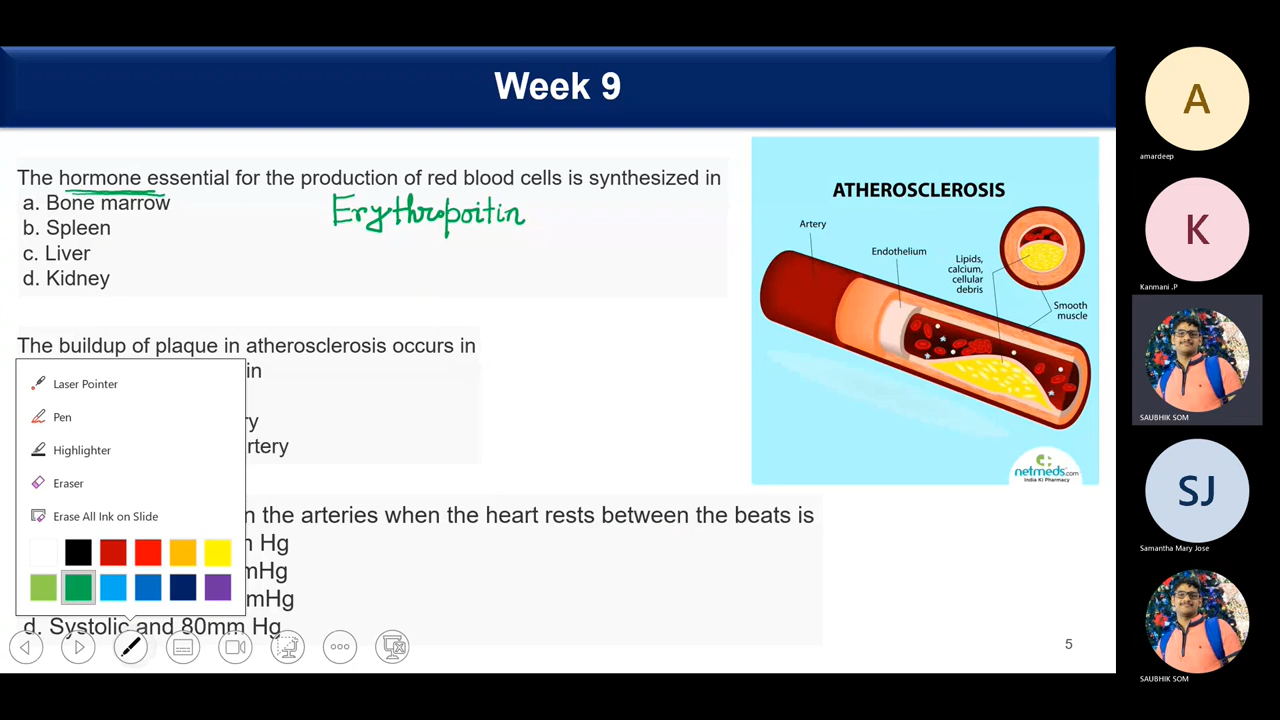 Week 9
The hormone essential for the production of red blood cells is synthesized in
a. Bone marrow
Erythropoitin
b. Spleen
c. Liver
d. Kidney
The buildup of plaque in atherosclerosis occurs in
in
ry
rtery
n the arteries when the heart rests between the beats is
Hg
mHg
mHg
d. Systolic and 80mm Hg
Laser Pointer
Pen
Highlighter
Eraser
Erase All Ink on Slide
ATHEROSCLEROSIS
Artery
Endothelium
Lipids,
calcium,
cellular
debris
Smooth
muscle
netmeds.com
India Ki Pharmacy
5
A
amardeep
K
Kanmani .P
SAUBHIK SOM
SJ
Samantha Mary Jose
SAUBHIK SOM